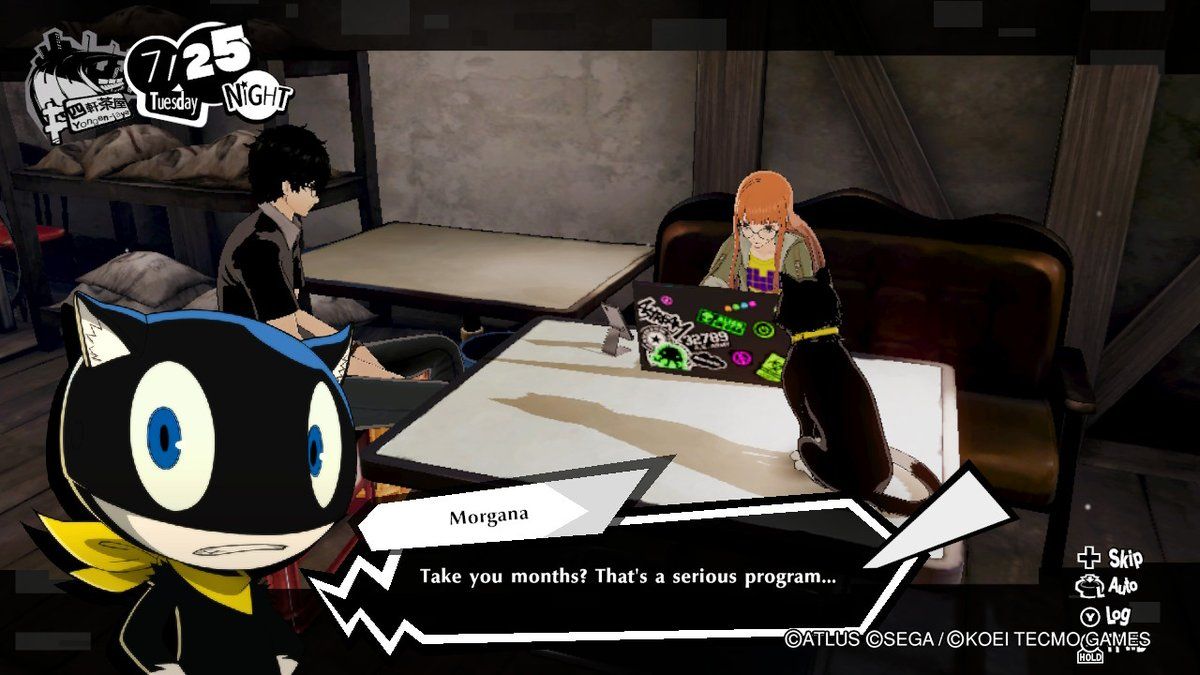 7/25
Tuesday
NiGHT
四軒茶屋
Yongen-jaya
32789
Morgana
Take you months? That's a serious program...
Skip
Auto
Y Log
HOLD
©ATLUS ©SEGA / ©KOEI TECMO GAMES